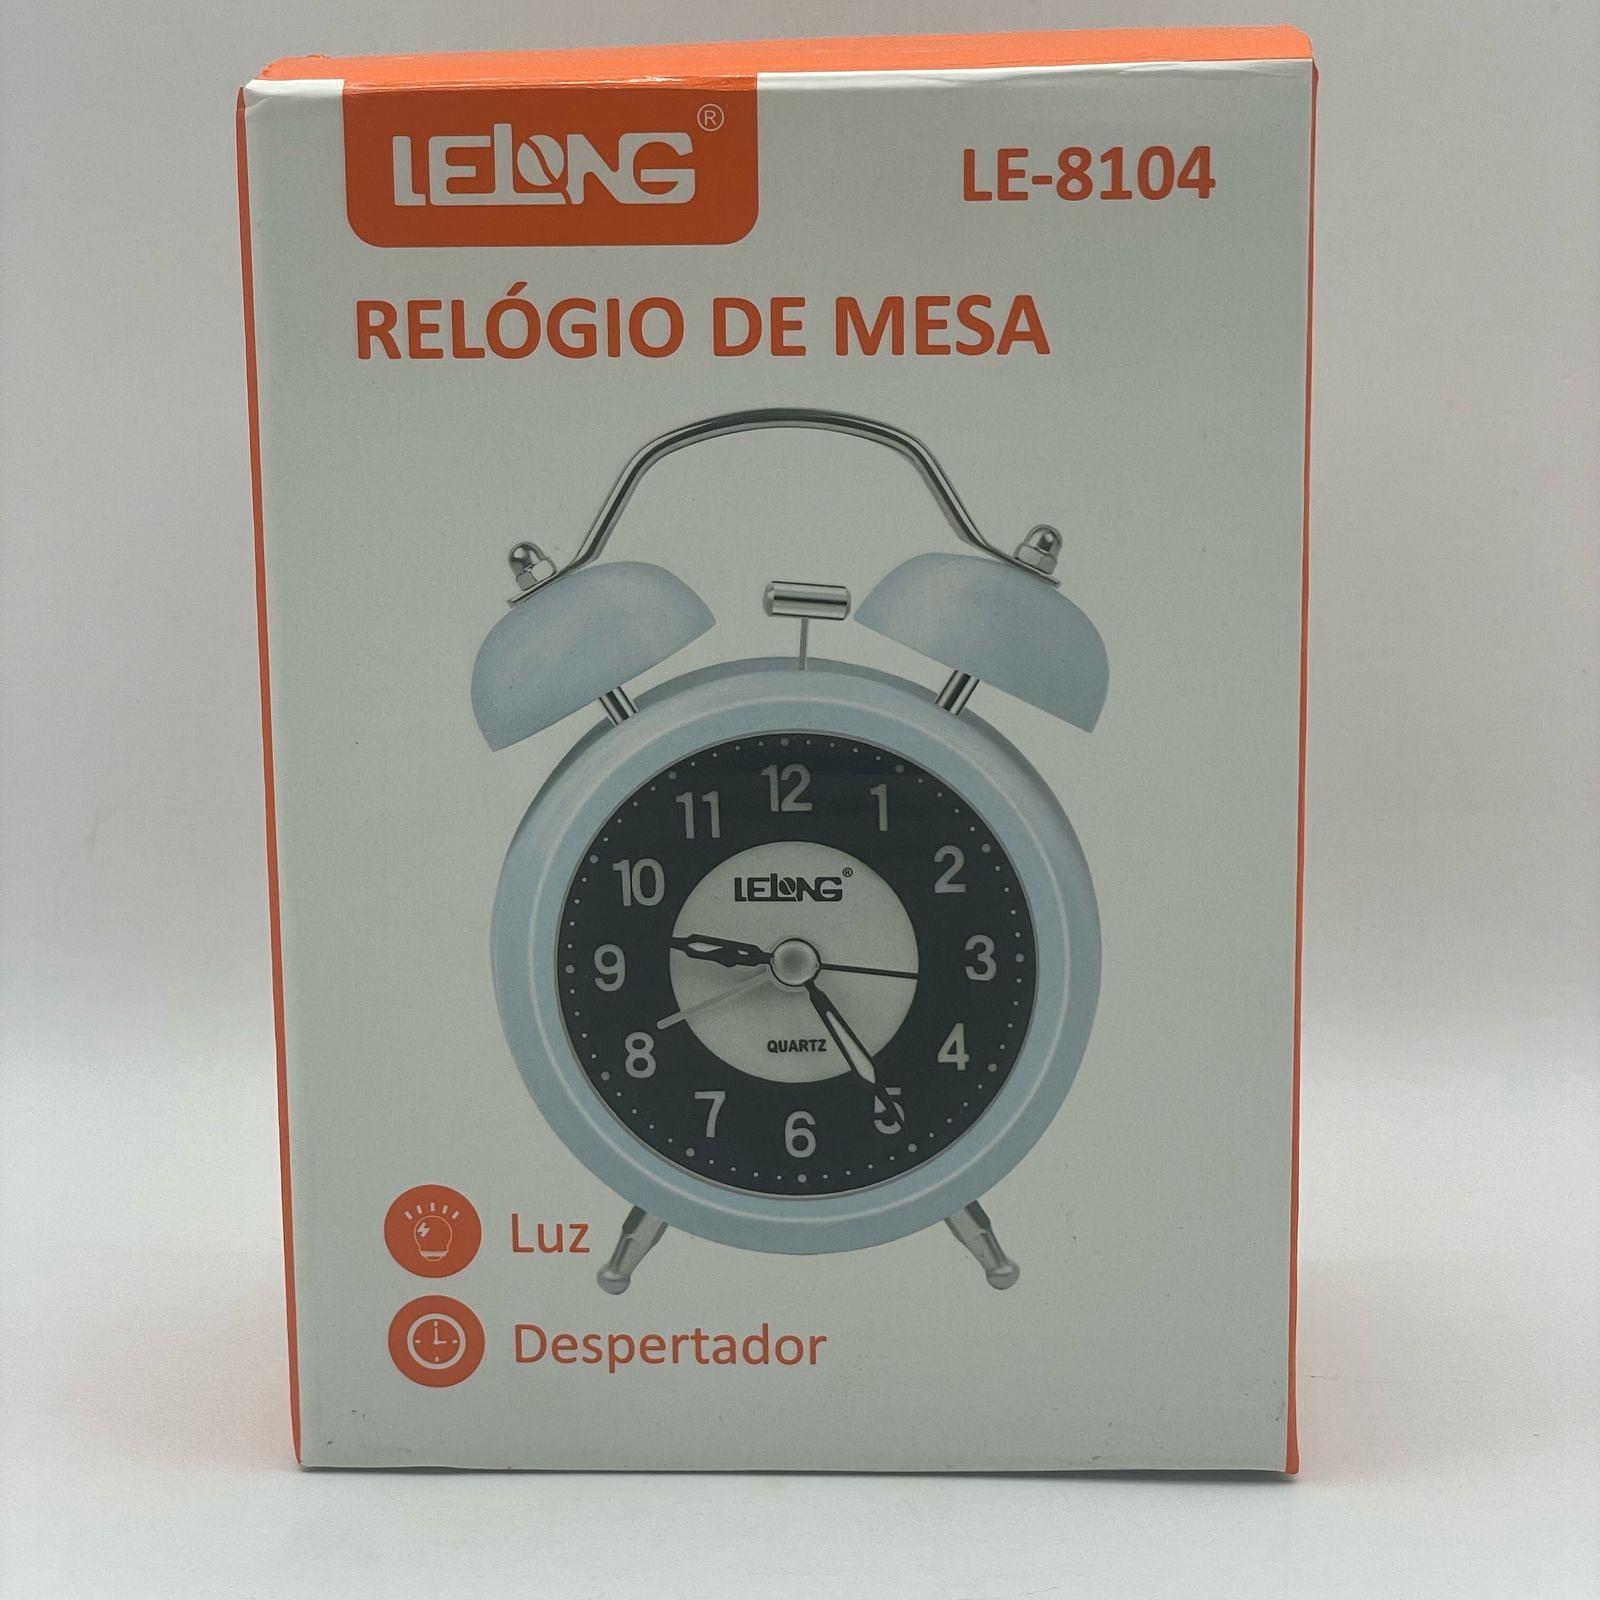 LELONG®
LE-8104
RELÓGIO DE MESA
12
11
1
10
2
LELONG®
9
3
8
4
QUARTZ
7
5
6
Luz
Despertador